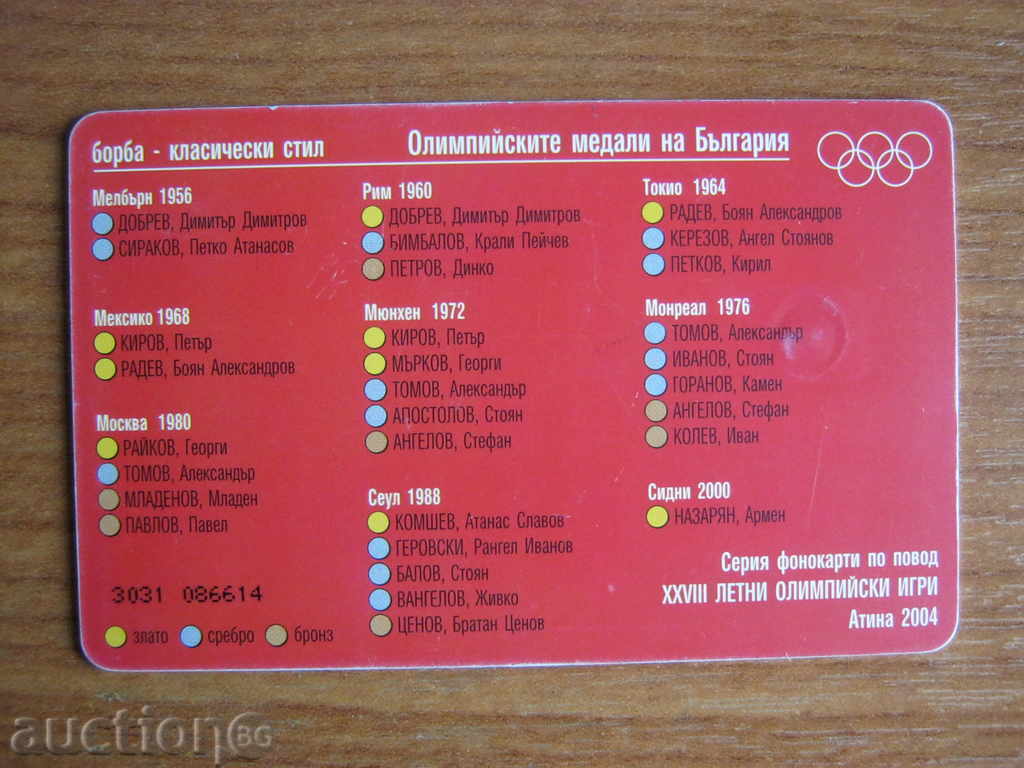 борба - класически стил
Олимпийските медали на България
Мелбърн 1956
ДОБРЕВ, Димитър Димитров
СИРАКОВ, Петко Атанасов
Рим 1960
ДОБРЕВ, Димитър Димитров
БИМБАЛОВ, Крали Пейчев
ПЕТРОВ, Динко
Токио 1964
РАДЕВ, Боян Александров
КЕРЕЗОВ, Ангел Стоянов
ПЕТКОВ, Кирил
Мексико 1968
КИРОВ, Петър
РАДЕВ, Боян Александров
Мюнхен 1972
КИРОВ, Петър
МЪРКОВ, Георги
ТОМОВ, Александър
АПОСТОЛОВ, Стоян
АНГЕЛОВ, Стефан
Монреал 1976
ТОМОВ, Александър
ИВАНОВ, Стоян
ГОРАНОВ, Камен
АНГЕЛОВ, Стефан
КОЛЕВ, Иван
Москва 1980
РАЙКОВ, Георги
ТОМОВ, Александър
МЛАДЕНОВ, Младен
ПАВЛОВ, Павел
Сеул 1988
КОМШЕВ, Атанас Славов
ГЕРОВСКИ, Рангел Иванов
БАЛОВ, Стоян
ВАНГЕЛОВ, Живко
ЦЕНОВ, Братан Ценов
Сидни 2000
НАЗАРЯН, Армен
Серия фонокарти по повод
XXVIII ЛЕТНИ ОЛИМПИЙСКИ ИГРИ
Атина 2004
3031 086614
злато сребро бронз
auction BG